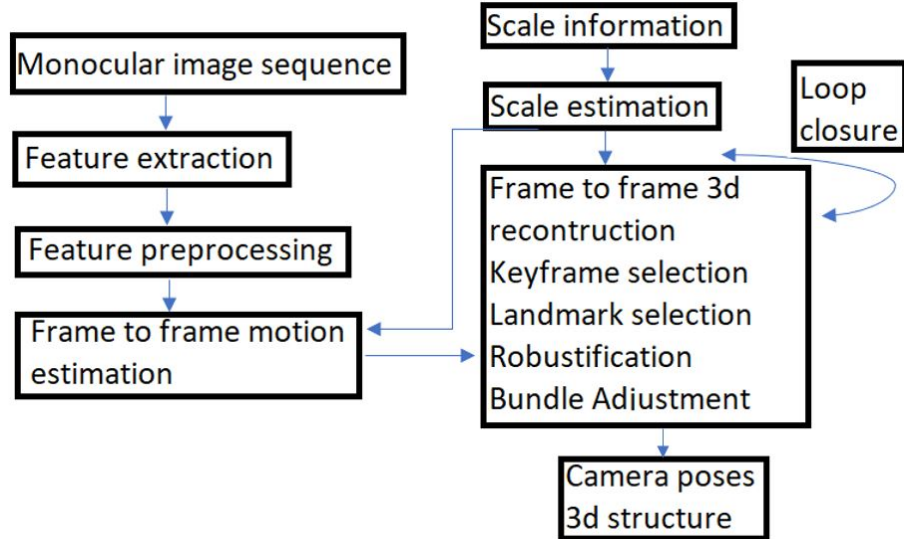 Monocular image sequence
Feature extraction
Feature preprocessing
Frame to frame motion
estimation
Scale information
Scale estimation
Loop
closure
Frame to frame 3d
recontruction
Keyframe selection
Landmark selection
Robustification
Bundle Adjustment
Camera poses
3d structure